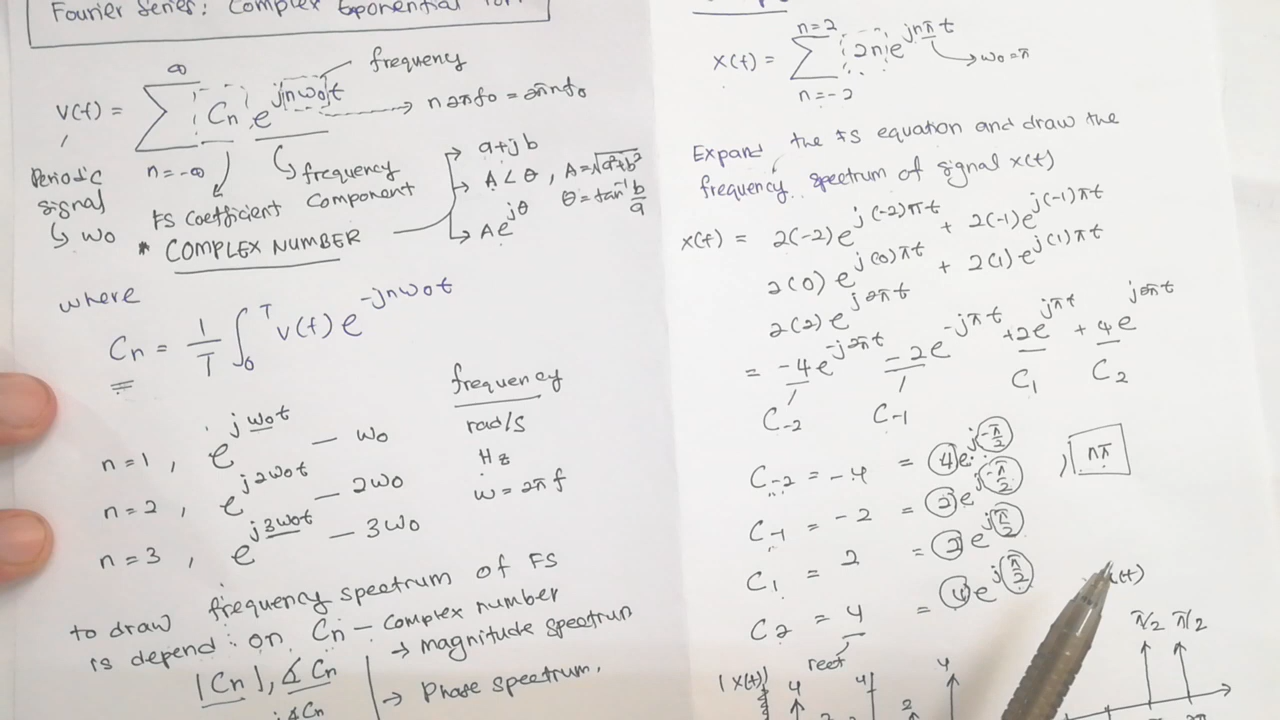 Fourier Series: Complex Exponential
v(t) = ∞ Σ n=-∞ Cn e^{jnω₀t}
frequency
n2πf₀ = 2πnf₀
Periodic signal
↳ ω₀
FS Coefficient
frequency component
* COMPLEX NUMBER
→ a+jb
→ A∠θ , A=√a²+b²
θ = tan⁻¹ b/a
→ Ae^{jθ}
where
Cn = 1/T ∫₀ᵀ v(t) e^{-jnω₀t}
frequency
rad/s
Hz
ω = 2πf
n=1 , e^{jω₀t} — ω₀
n=2 , e^{j2ω₀t} — 2ω₀
n=3 , e^{j3ω₀t} — 3ω₀
to draw frequency spectrum of FS
is depend on Cn - complex number
|Cn|, ∡Cn
→ magnitude spectrum
→ Phase spectrum.
∡Cn
x(t) = n=2 Σ n=-2 2n e^{jnπt}
→ ω₀=π
Expand the FS equation and draw the
frequency spectrum of signal x(t)
x(t) = 2(-2)e^{j(-2)πt} + 2(-1)e^{j(-1)πt}
2(0)e^{j(0)πt} + 2(1)e^{j(1)πt}
2(2)e^{j2πt}
= -4e^{-j2πt} -2e^{-jπt} +2e^{jπt} + 4e^{j2πt}
C-2 C-1 C1 C2
C-2 = -4 = 4e^{j(-π/2)} , nπ
C-1 = -2 = 2e^{j(-π/2)}
C1 = 2 = 2e^{j(π/2)}
C2 = 4 = 4e^{j(π/2)}
|x(t)|
4
4
2
4
(t)
π/2 π/2